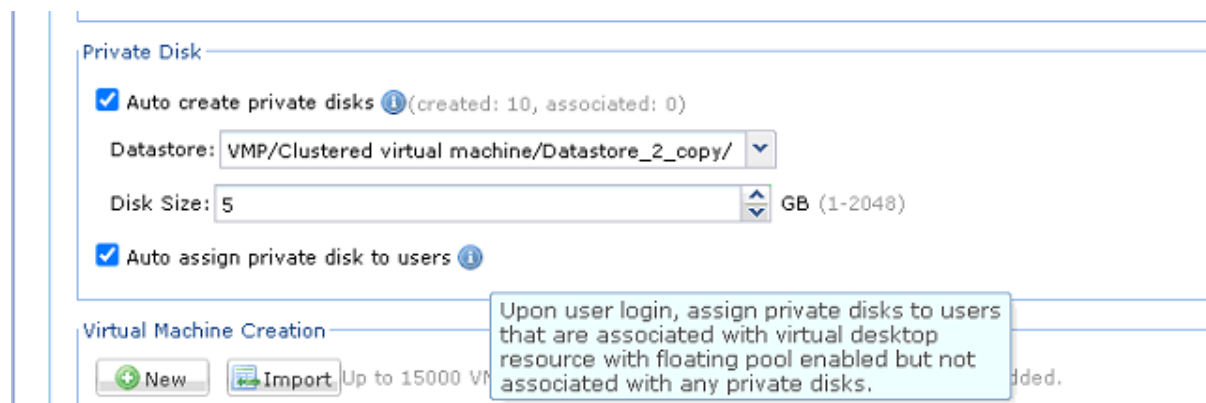 Private Disk
Auto create private disks (created: 10, associated: 0)
Datastore: VMP/Clustered virtual machine/Datastore_2_copy/
Disk Size: 5 GB (1-2048)
Auto assign private disk to users
Upon user login, assign private disks to users
that are associated with virtual desktop
resource with floating pool enabled but not
associated with any private disks.
Virtual Machine Creation
New Import Up to 15000